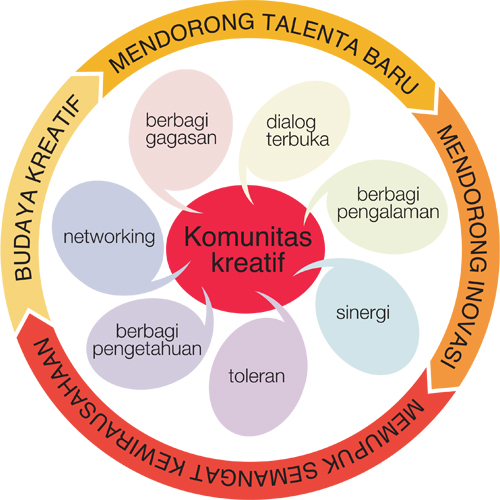 MENDORONG TALENTA BARU
MENDORONG INOVASI
MEMUPUK SEMANGAT KEWIRAUSAHAAN
BUDAYA KREATIF
berbagi
gagasan
dialog
terbuka
berbagi
pengalaman
sinergi
toleran
berbagi
pengetahuan
networking
Komunitas
kreatif